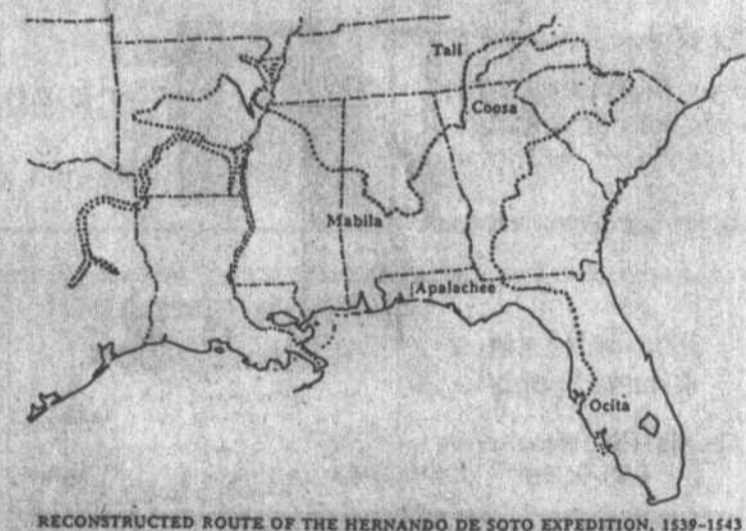 Tali
Coosa
Mabila
Apalachee
Ocita
RECONSTRUCTED ROUTE OF THE HERNANDO DE SOTO EXPEDITION, 1539-1543